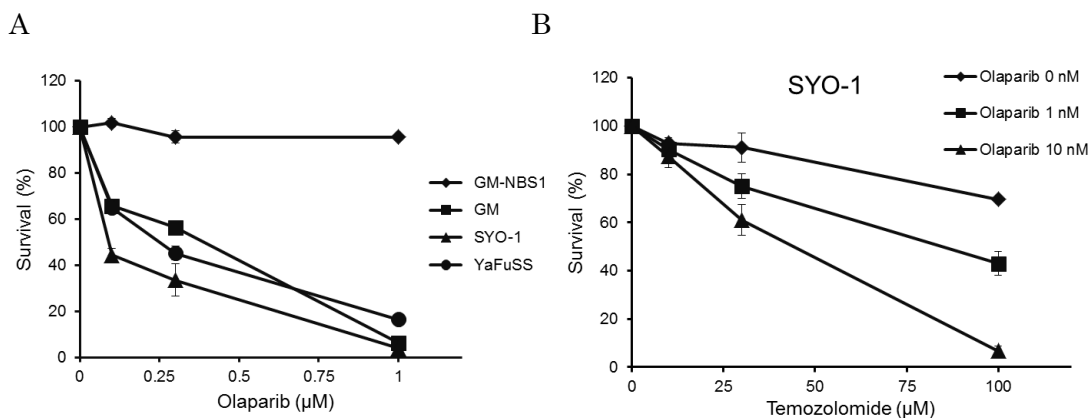 A
120
100
80
60
40
20
0
Survival (%)
0
0.25
0.5
0.75
1
Olaparib (µM)
GM-NBS1
GM
SYO-1
YaFuSS
B
SYO-1
120
100
80
60
40
20
0
Survival (%)
0
25
50
75
100
Temozolomide (µM)
Olaparib 0 nM
Olaparib 1 nM
Olaparib 10 nM